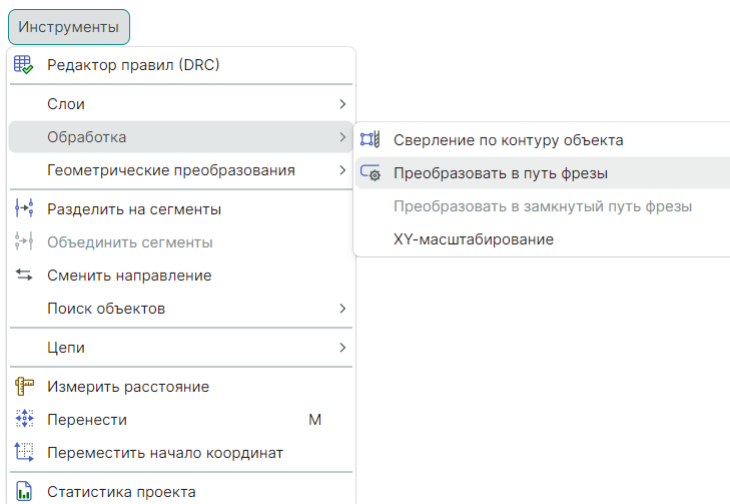 Инструменты
Редактор правил (DRC)
Слои
Обработка
Геометрические преобразования
Разделить на сегменты
Объединить сегменты
Сменить направление
Поиск объектов
Цепи
Измерить расстояние
Перенести M
Переместить начало координат
Статистика проекта
Сверление по контуру объекта
Преобразовать в путь фрезы
Преобразовать в замкнутый путь фрезы
XY-масштабирование